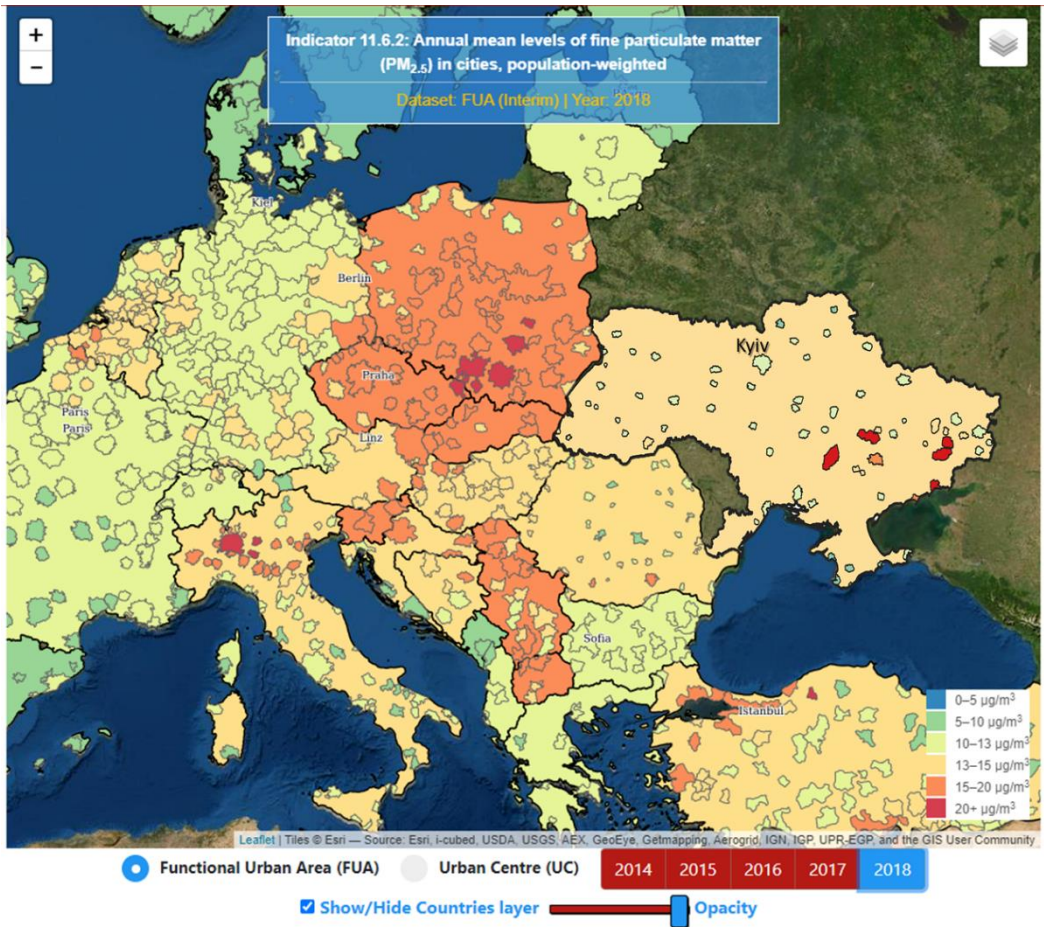 +
−
Indicator 11.6.2: Annual mean levels of fine particulate matter
(PM2.5) in cities, population-weighted
Dataset: FUA (Interim) | Year: 2018
Kiel
Berlin
Kyiv
Praha
Paris
Paris
Linz
Sofia
Istanbul
0–5 µg/m³
5–10 µg/m³
10–13 µg/m³
13–15 µg/m³
15–20 µg/m³
20+ µg/m³
Leaflet | Tiles © Esri — Source: Esri, i-cubed, USDA, USGS, AEX, GeoEye, Getmapping, Aerogrid, IGN, IGP, UPR-EGP, and the GIS User Community
Functional Urban Area (FUA) Urban Centre (UC) 2014 2015 2016 2017 2018
Show/Hide Countries layer Opacity